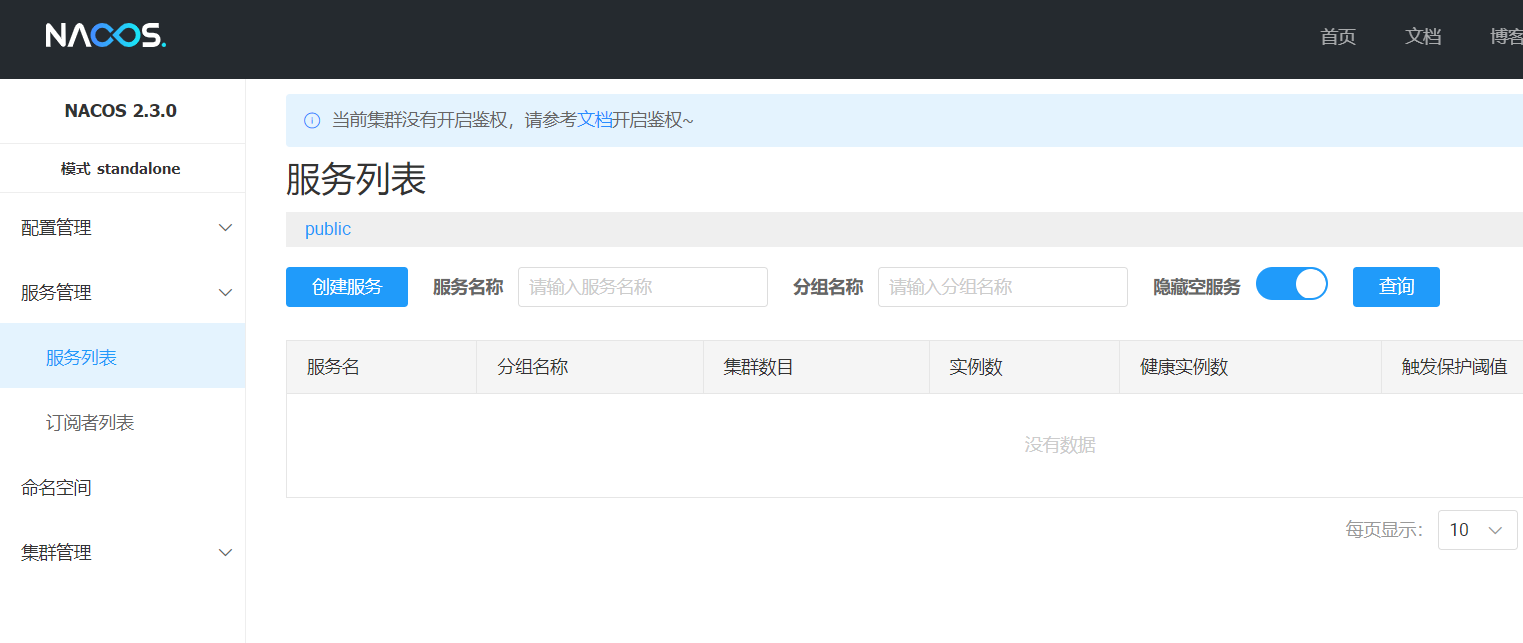 NACOS.
首页 文档 博客
NACOS 2.3.0
模式 standalone
配置管理
服务管理
服务列表
订阅者列表
命名空间
集群管理
当前集群没有开启鉴权，请参考文档开启鉴权~
服务列表
public
创建服务 服务名称 请输入服务名称 分组名称 请输入分组名称 隐藏空服务 查询
服务名 分组名称 集群数目 实例数 健康实例数 触发保护阈值
没有数据
每页显示: 10